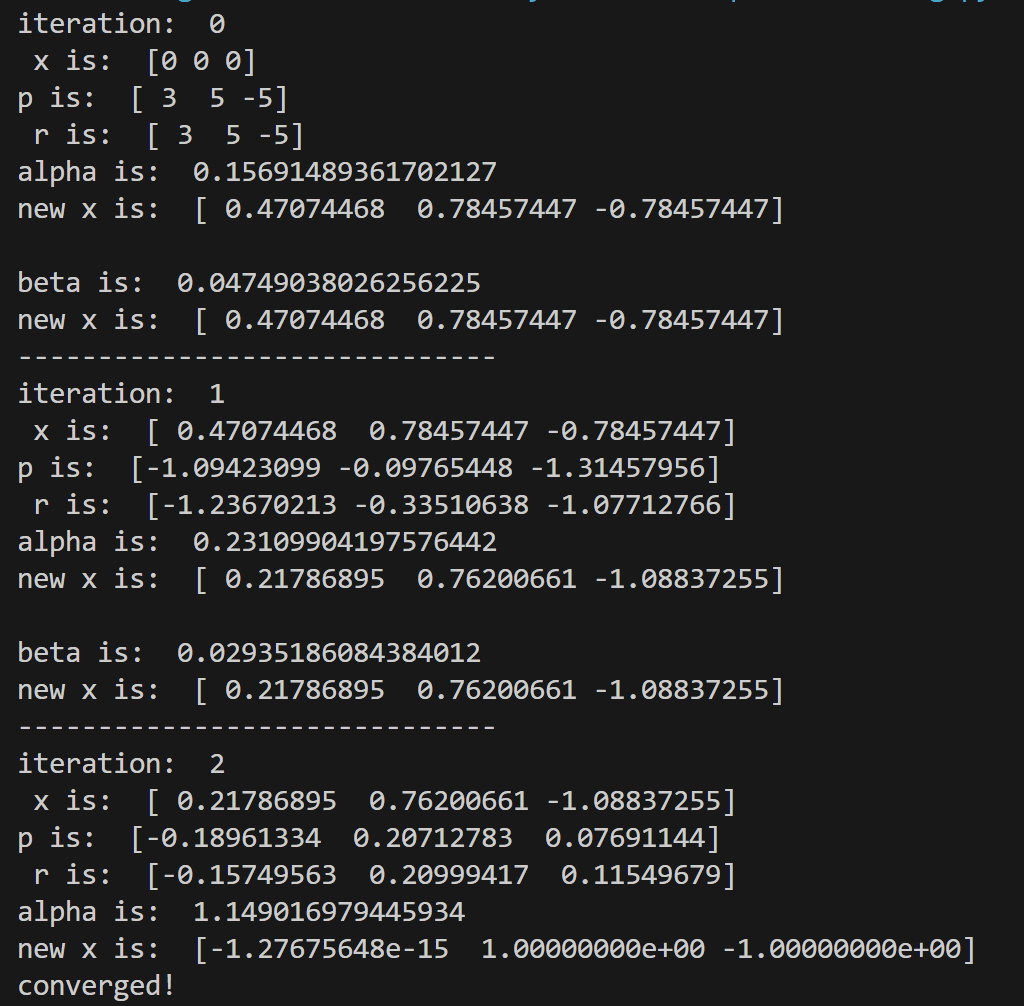 iteration:  0
 x is:  [0 0 0]
p is:  [ 3  5 -5]
 r is:  [ 3  5 -5]
alpha is:  0.15691489361702127
new x is:  [ 0.47074468  0.78457447 -0.78457447]
beta is:  0.04749038026256225
new x is:  [ 0.47074468  0.78457447 -0.78457447]
------------------------------
iteration:  1
 x is:  [ 0.47074468  0.78457447 -0.78457447]
p is:  [-1.09423099 -0.09765448 -1.31457956]
 r is:  [-1.23670213 -0.33510638 -1.07712766]
alpha is:  0.23109904197576442
new x is:  [ 0.21786895  0.76200661 -1.08837255]
beta is:  0.02935186084384012
new x is:  [ 0.21786895  0.76200661 -1.08837255]
------------------------------
iteration:  2
 x is:  [ 0.21786895  0.76200661 -1.08837255]
p is:  [-0.18961334  0.20712783  0.07691144]
 r is:  [-0.15749563  0.20999417  0.11549679]
alpha is:  1.149016979445934
new x is:  [-1.27675648e-15  1.00000000e+00 -1.00000000e+00]
converged!